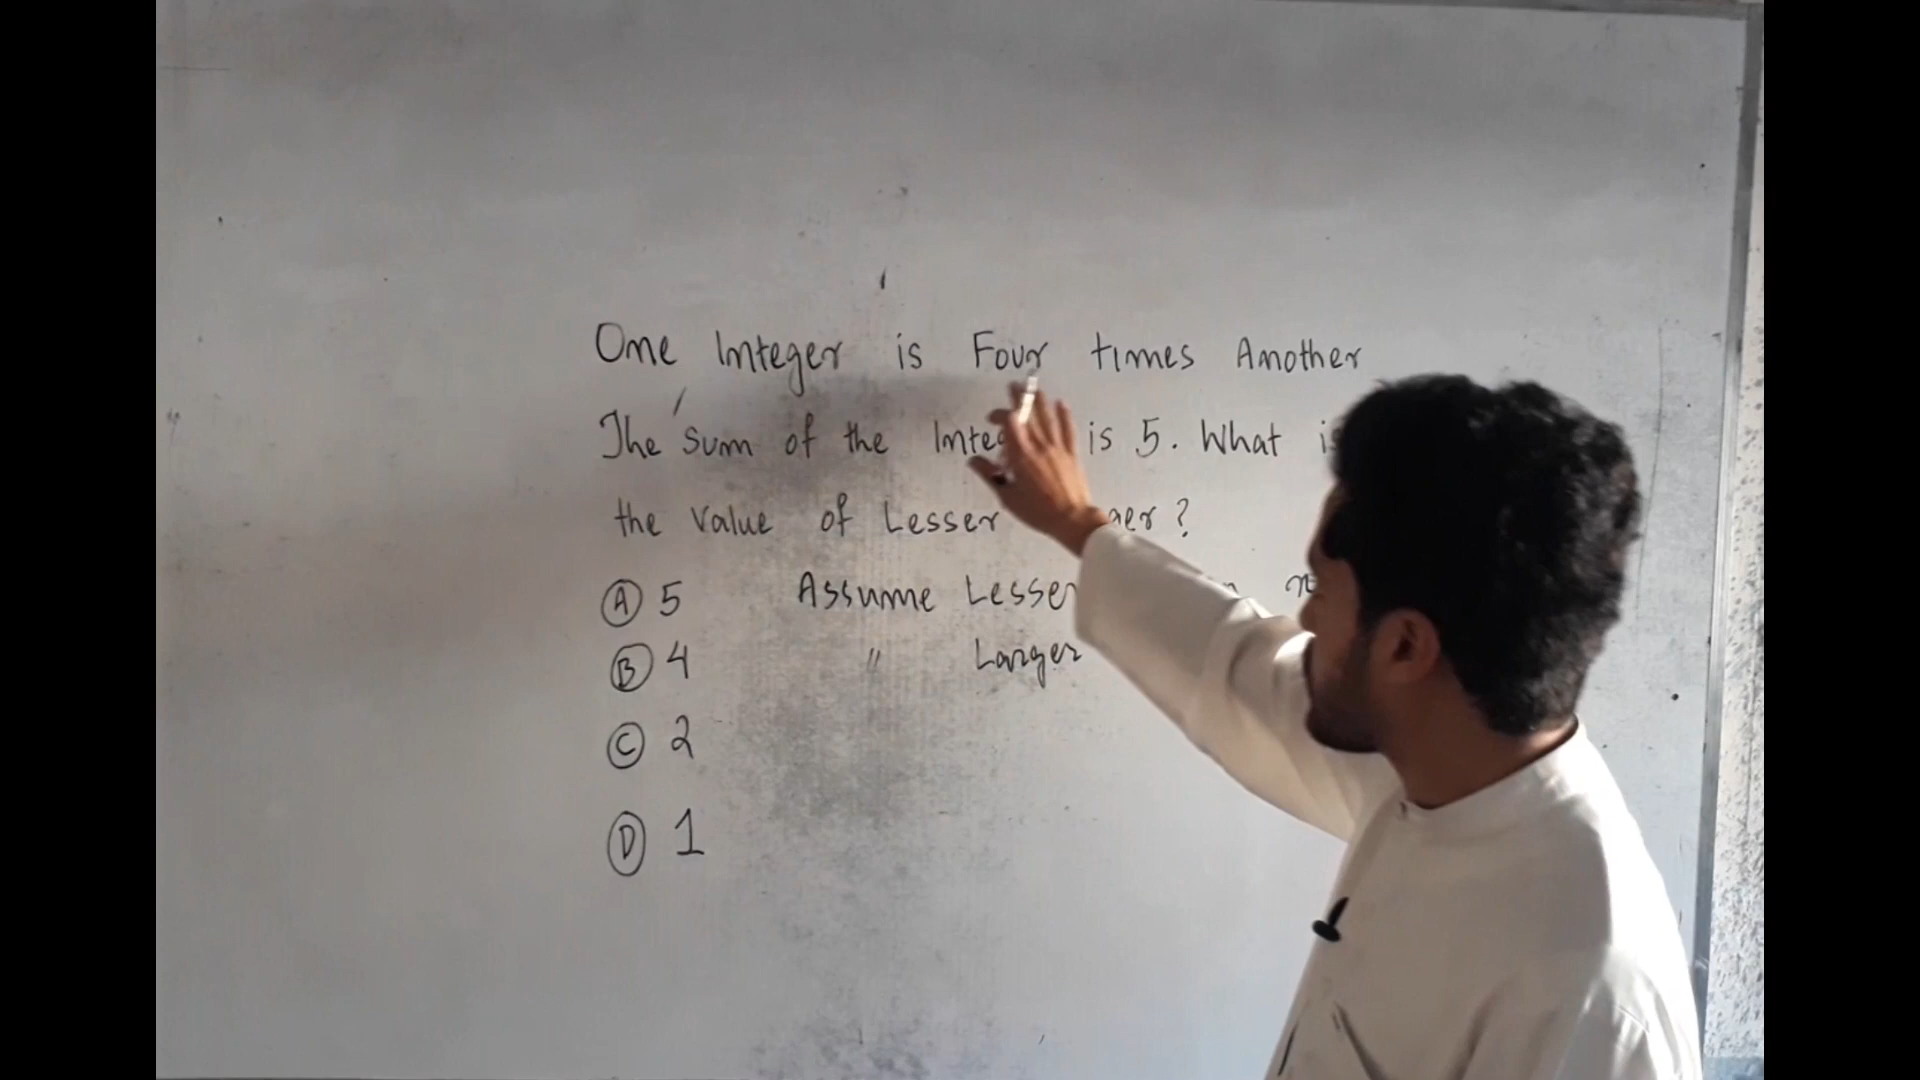 One Integer is Four times Another
The sum of the is 5. What is
the value of Lesser ?
Ⓐ 5 Assume Lesser
Ⓑ 4 " Larger
Ⓒ 2
Ⓓ 1